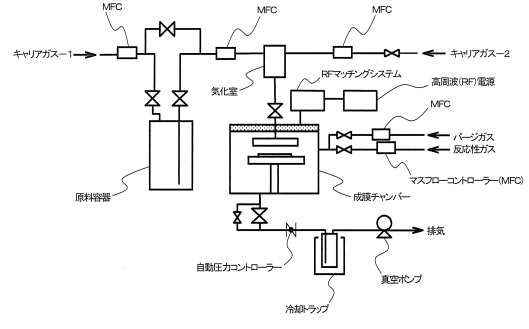 MFC
MFC
MFC
キャリアガス−1
キャリアガス−2
気化室
RFマッチングシステム
高周波(RF)電源
MFC
パージガス
反応性ガス
原料容器
成膜チャンバー
マスフローコントローラー(MFC)
排気
自動圧力コントローラー
真空ポンプ
冷却トラップ